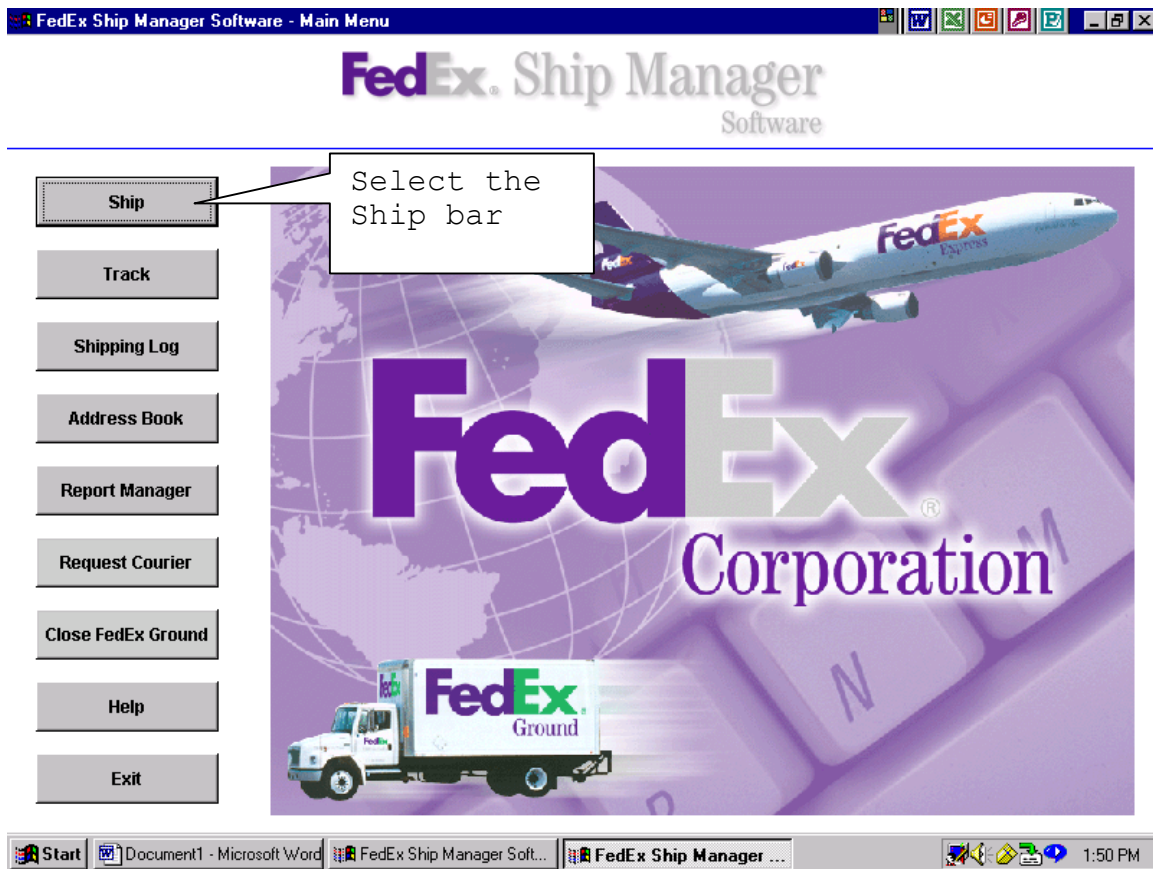 FedEx Ship Manager Software - Main Menu
FedEx. Ship Manager
Software
Ship
Select the
Ship bar
Track
Shipping Log
Address Book
Report Manager
Request Courier
Close FedEx Ground
Help
Exit
FedEx
Express
FedEx
FedEx ®
Corporation
M
N
FedEx
FedEx
FedEx.
Ground
Start
Document1 - Microsoft Word
FedEx Ship Manager Soft...
FedEx Ship Manager ...
1:50 PM